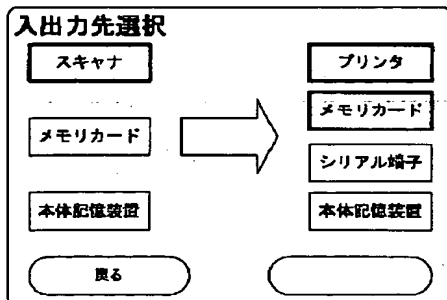 入出力先選択
スキャナ
メモリカード
本体記憶装置
プリンタ
メモリカード
シリアル端子
本体記憶装置
戻る